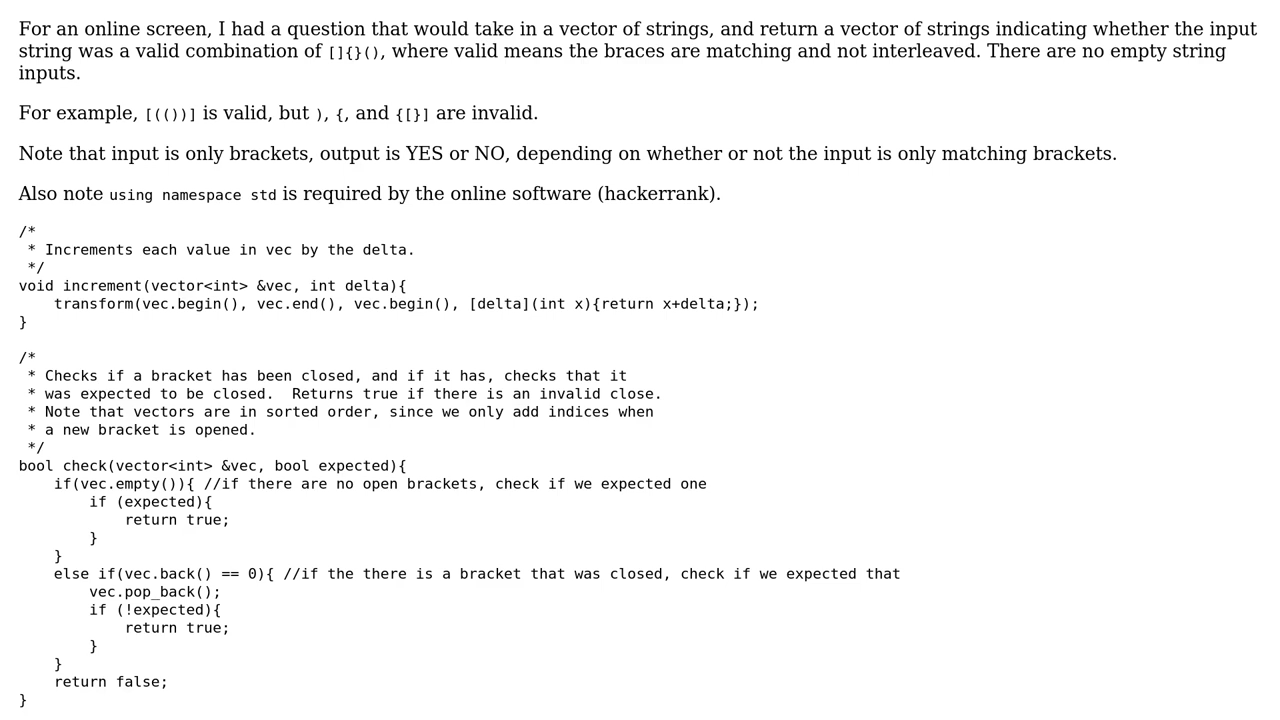 For an online screen, I had a question that would take in a vector of strings, and return a vector of strings indicating whether the input
string was a valid combination of []{}(), where valid means the braces are matching and not interleaved. There are no empty string
inputs.
For example, [(())] is valid, but ), {, and {[}] are invalid.
Note that input is only brackets, output is YES or NO, depending on whether or not the input is only matching brackets.
Also note using namespace std is required by the online software (hackerrank).
/*
 * Increments each value in vec by the delta.
 */
void increment(vector<int> &vec, int delta){
    transform(vec.begin(), vec.end(), vec.begin(), [delta](int x){return x+delta;});
}
/*
 * Checks if a bracket has been closed, and if it has, checks that it
 * was expected to be closed.  Returns true if there is an invalid close.
 * Note that vectors are in sorted order, since we only add indices when
 * a new bracket is opened.
 */
bool check(vector<int> &vec, bool expected){
    if(vec.empty()){ //if there are no open brackets, check if we expected one
        if (expected){
            return true;
        }
    }
    else if(vec.back() == 0){ //if the there is a bracket that was closed, check if we expected that
        vec.pop_back();
        if (!expected){
            return true;
        }
    }
    return false;
}